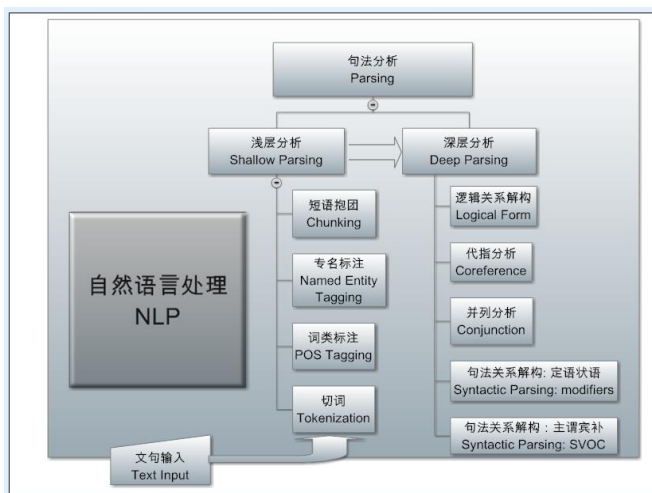 句法分析
Parsing
浅层分析
Shallow Parsing
深层分析
Deep Parsing
短语抱团
Chunking
专名标注
Named Entity
Tagging
词类标注
POS Tagging
切词
Tokenization
逻辑关系解构
Logical Form
代指分析
Coreference
并列分析
Conjunction
句法关系解构: 定语状语
Syntactic Parsing: modifiers
句法关系解构：主谓宾补
Syntactic Parsing: SVOC
自然语言处理
NLP
文句输入
Text Input